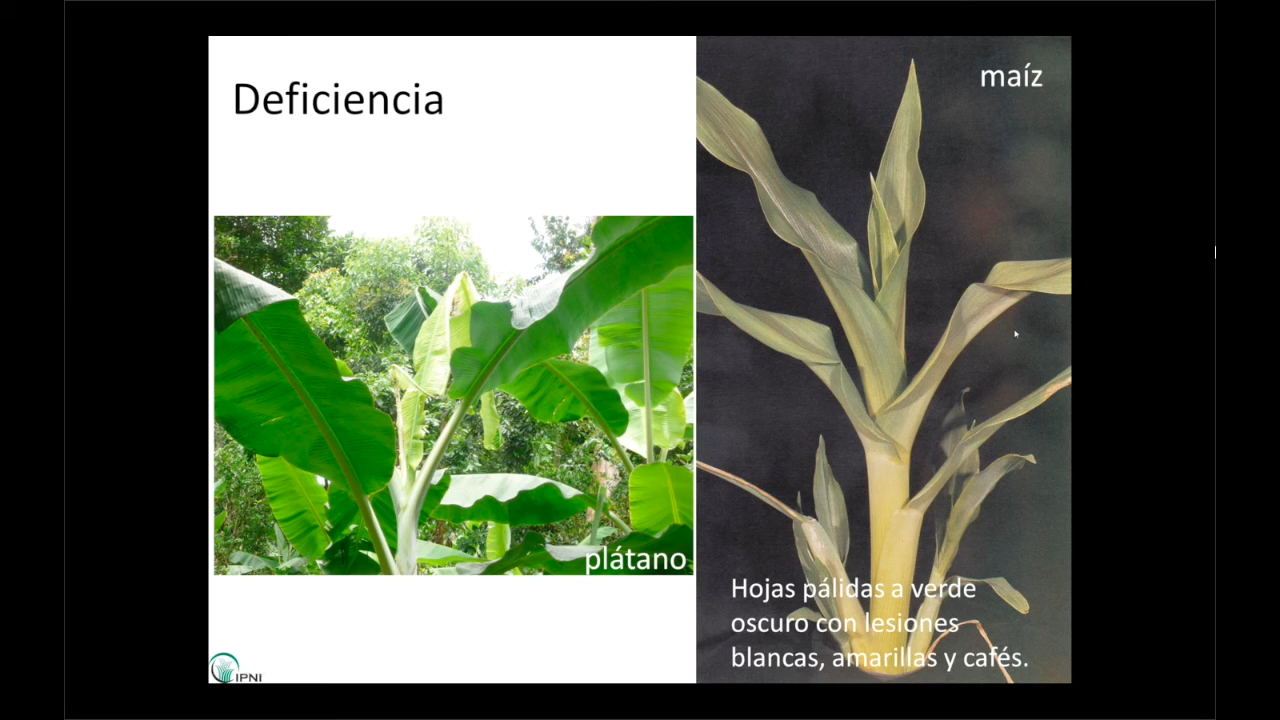 Deficiencia
maíz
plátano
Hojas pálidas a verde
oscuro con lesiones
blancas, amarillas y cafés.
IPNI